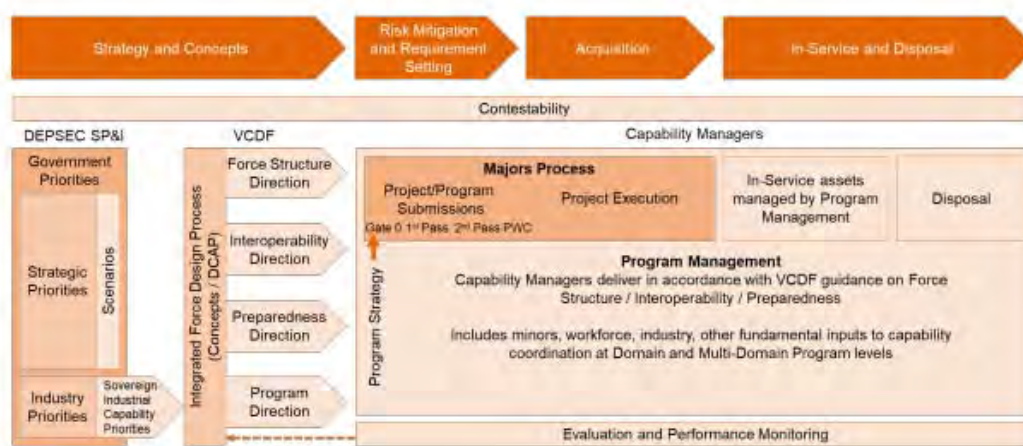 Strategy and Concepts
Risk Mitigation
and Requirement
Setting
Acquisition
In-Service and Disposal
Contestability
DEPSEC SP&I
VCDF
Capability Managers
Government
Priorities
Strategic
Priorities
Scenarios
Industry
Priorities
Sovereign
Industrial
Capability
Priorities
Integrated Force Design Process
(Concepts / DCAP)
Force Structure
Direction
Interoperability
Direction
Preparedness
Direction
Program
Direction
Majors Process
Project/Program
Submissions
Gate 0 1st Pass 2nd Pass PWC
Project Execution
In-Service assets
managed by Program
Management
Disposal
Program Strategy
Program Management
Capability Managers deliver in accordance with VCDF guidance on Force
Structure / Interoperability / Preparedness
Includes minors, workforce, industry, other fundamental inputs to capability
coordination at Domain and Multi-Domain Program levels
Evaluation and Performance Monitoring